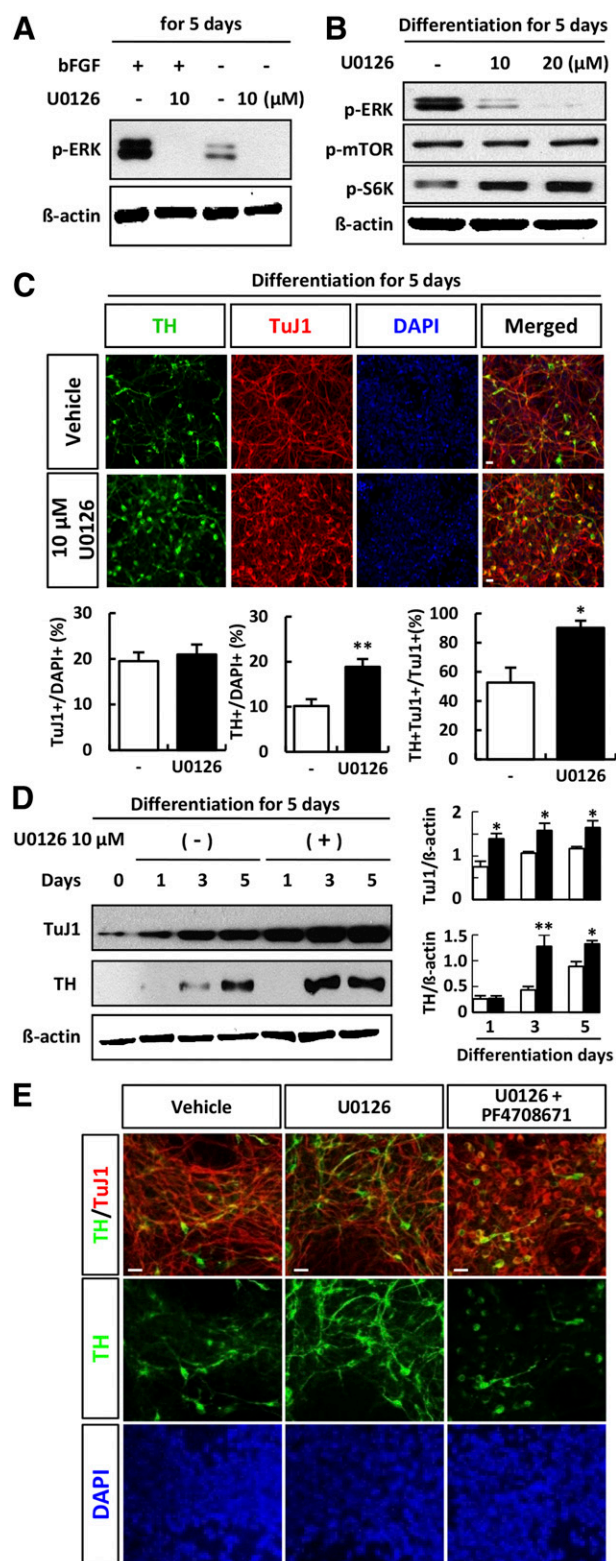 A
for 5 days
bFGF + + - -
U0126 - 10 - 10 (μM)
p-ERK
ß-actin
B
Differentiation for 5 days
U0126 - 10 20 (μM)
p-ERK
p-mTOR
p-S6K
ß-actin
C
Differentiation for 5 days
TH TuJ1 DAPI Merged
Vehicle
10 μM
U0126
TuJ1+/DAPI+ (%)
40
30
20
10
0
- U0126
TH+/DAPI+ (%)
40
30
20
10
0
**
- U0126
TH+TuJ1+/TuJ1+(%)
100
80
60
40
20
0
*
- U0126
D
Differentiation for 5 days
U0126 10 μM (-) (+)
Days 0 1 3 5 1 3 5
TuJ1
TH
ß-actin
TuJ1/ß-actin
2
1
0
* * *
TH/ß-actin
1.5
1.0
0.5
0
** *
1 3 5
Differentiation days
E
Vehicle U0126 U0126 +
PF4708671
TH/TuJ1
TH
DAPI